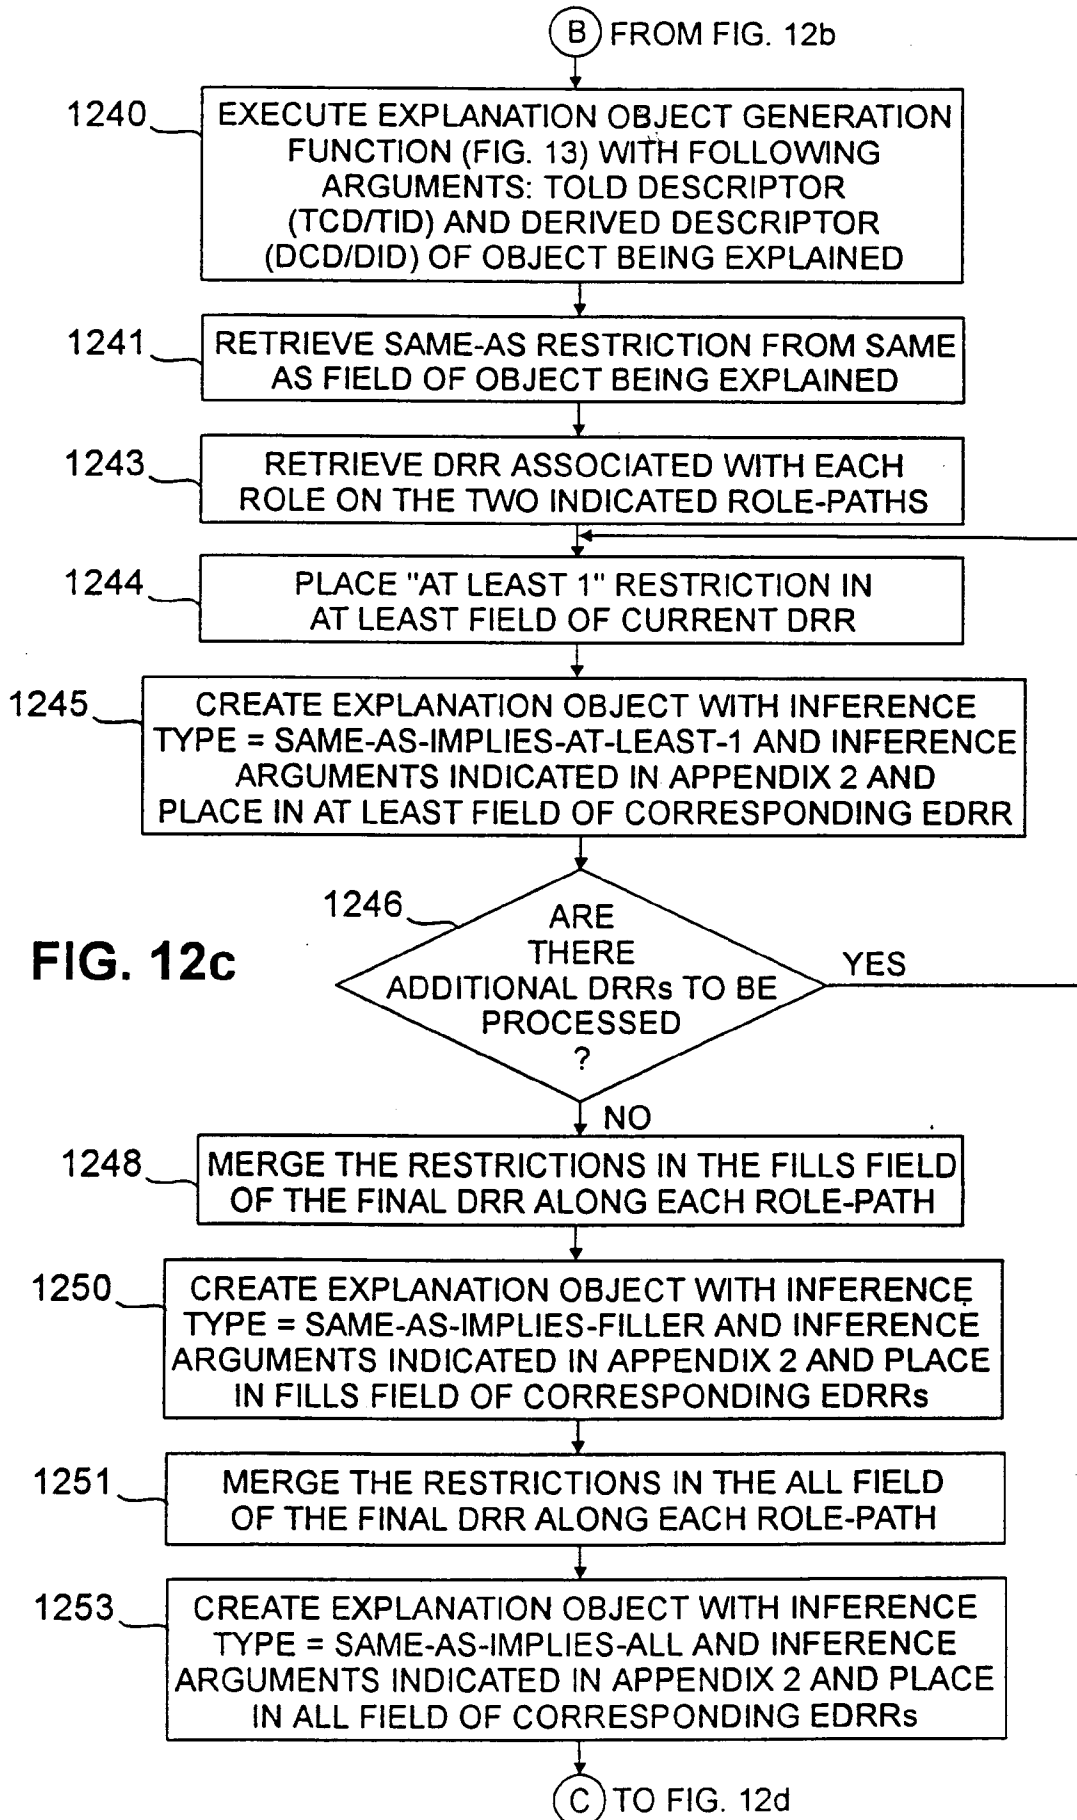 B FROM FIG. 12b
1240
EXECUTE EXPLANATION OBJECT GENERATION
FUNCTION (FIG. 13) WITH FOLLOWING
ARGUMENTS: TOLD DESCRIPTOR
(TCD/TID) AND DERIVED DESCRIPTOR
(DCD/DID) OF OBJECT BEING EXPLAINED
1241
RETRIEVE SAME-AS RESTRICTION FROM SAME
AS FIELD OF OBJECT BEING EXPLAINED
1243
RETRIEVE DRR ASSOCIATED WITH EACH
ROLE ON THE TWO INDICATED ROLE-PATHS
1244
PLACE "AT LEAST 1" RESTRICTION IN
AT LEAST FIELD OF CURRENT DRR
1245
CREATE EXPLANATION OBJECT WITH INFERENCE
TYPE = SAME-AS-IMPLIES-AT-LEAST-1 AND INFERENCE
ARGUMENTS INDICATED IN APPENDIX 2 AND
PLACE IN AT LEAST FIELD OF CORRESPONDING EDRR
1246
ARE
THERE
ADDITIONAL DRRs TO BE
PROCESSED
?
YES
FIG. 12c
NO
1248
MERGE THE RESTRICTIONS IN THE FILLS FIELD
OF THE FINAL DRR ALONG EACH ROLE-PATH
1250
CREATE EXPLANATION OBJECT WITH INFERENCE
TYPE = SAME-AS-IMPLIES-FILLER AND INFERENCE
ARGUMENTS INDICATED IN APPENDIX 2 AND PLACE
IN FILLS FIELD OF CORRESPONDING EDRRs
1251
MERGE THE RESTRICTIONS IN THE ALL FIELD
OF THE FINAL DRR ALONG EACH ROLE-PATH
1253
CREATE EXPLANATION OBJECT WITH INFERENCE
TYPE = SAME-AS-IMPLIES-ALL AND INFERENCE
ARGUMENTS INDICATED IN APPENDIX 2 AND PLACE
IN ALL FIELD OF CORRESPONDING EDRRs
C TO FIG. 12d